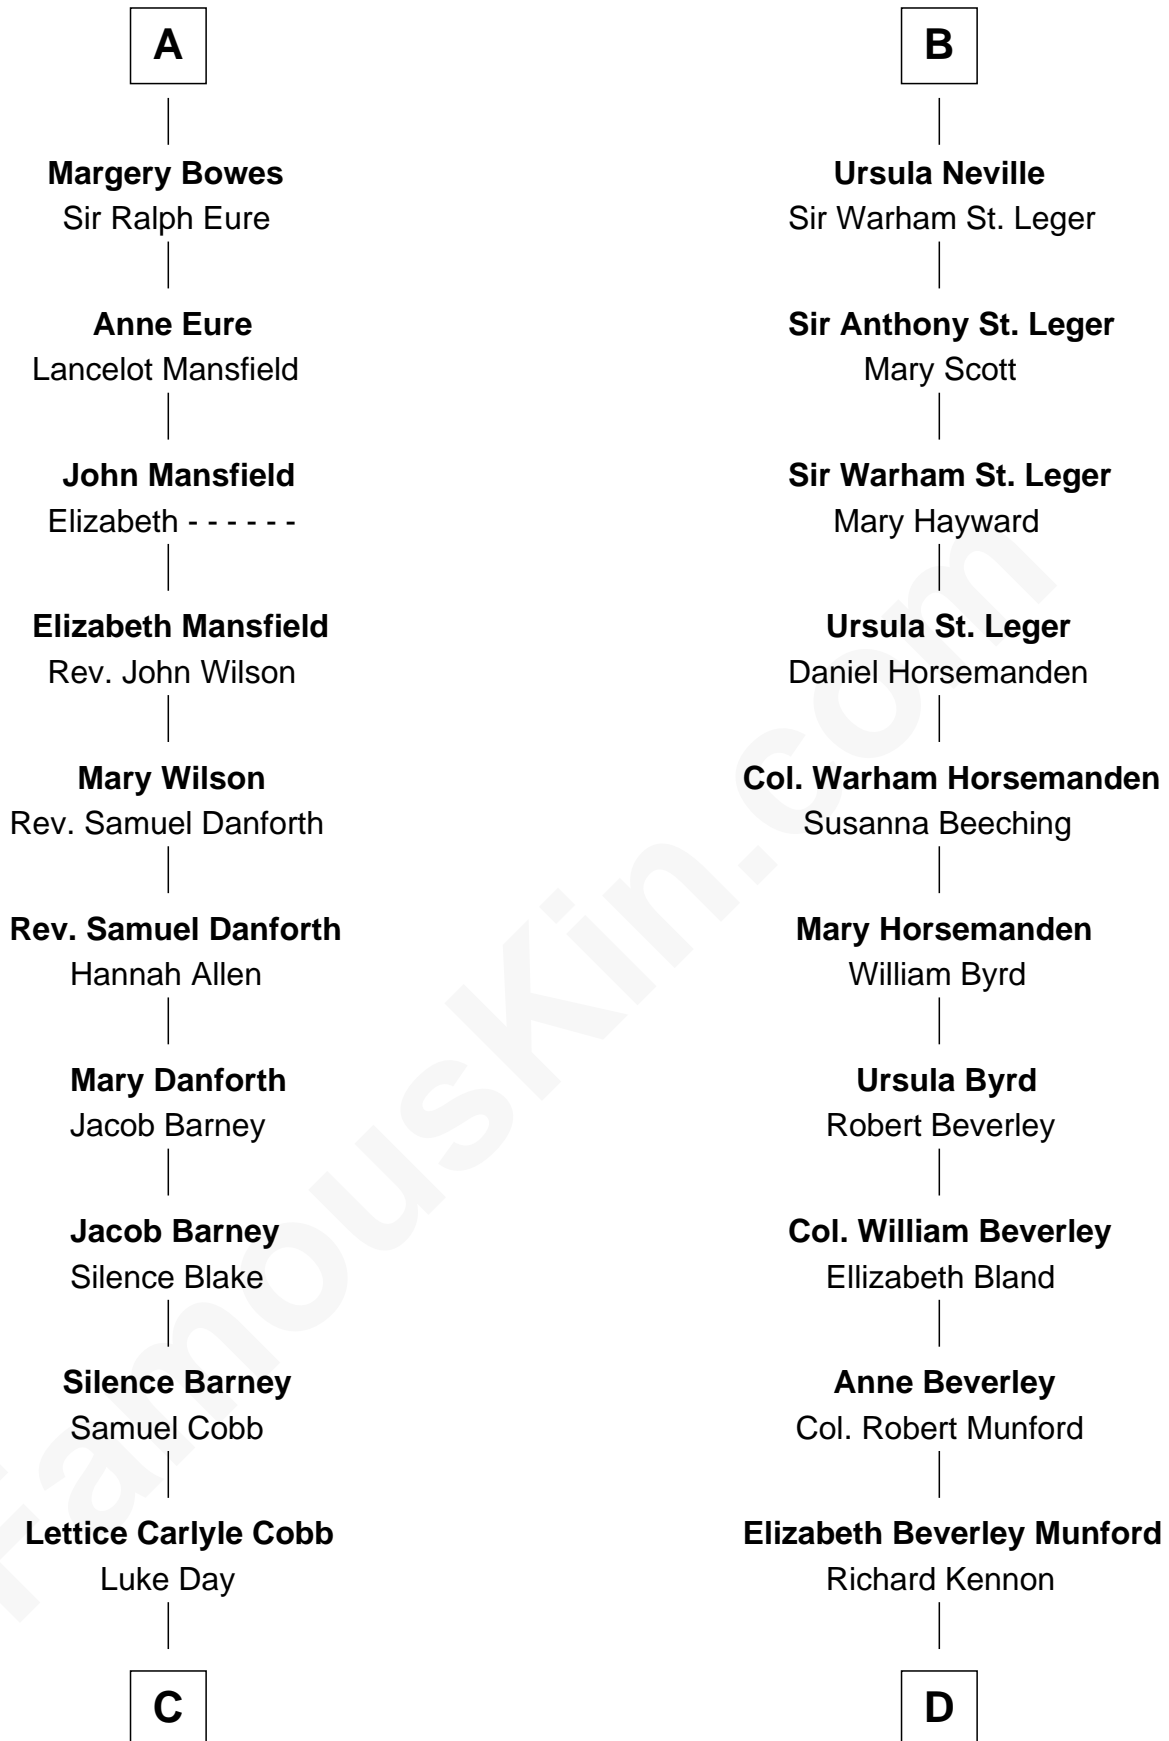 A
Margery Bowes
Sir Ralph Eure
Anne Eure
Lancelot Mansfield
John Mansfield
Elizabeth - - - - - -
Elizabeth Mansfield
Rev. John Wilson
Mary Wilson
Rev. Samuel Danforth
Rev. Samuel Danforth
Hannah Allen
Mary Danforth
Jacob Barney
Jacob Barney
Silence Blake
Silence Barney
Samuel Cobb
Lettice Carlyle Cobb
Luke Day
C
B
Ursula Neville
Sir Warham St. Leger
Sir Anthony St. Leger
Mary Scott
Sir Warham St. Leger
Mary Hayward
Ursula St. Leger
Daniel Horsemanden
Col. Warham Horsemanden
Susanna Beeching
Mary Horsemanden
William Byrd
Ursula Byrd
Robert Beverley
Col. William Beverley
Ellizabeth Bland
Anne Beverley
Col. Robert Munford
Elizabeth Beverley Munford
Richard Kennon
D
FamousKin.com